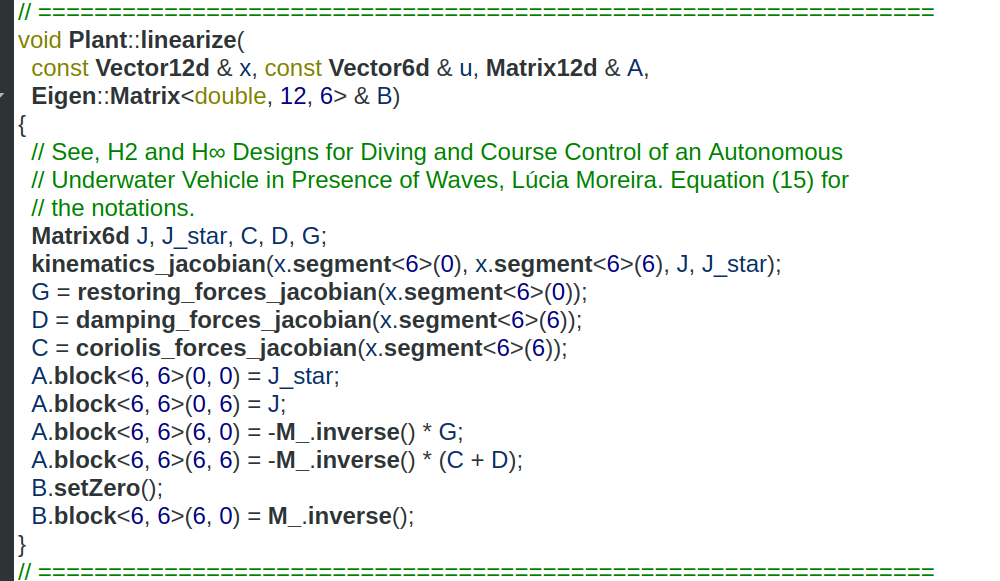 // ================================================================
void Plant::linearize(
  const Vector12d & x, const Vector6d & u, Matrix12d & A,
  Eigen::Matrix<double, 12, 6> & B)
{
  // See, H2 and H∞ Designs for Diving and Course Control of an Autonomous
  // Underwater Vehicle in Presence of Waves, Lúcia Moreira. Equation (15) for
  // the notations.
  Matrix6d J, J_star, C, D, G;
  kinematics_jacobian(x.segment<6>(0), x.segment<6>(6), J, J_star);
  G = restoring_forces_jacobian(x.segment<6>(0));
  D = damping_forces_jacobian(x.segment<6>(6));
  C = coriolis_forces_jacobian(x.segment<6>(6));
  A.block<6, 6>(0, 0) = J_star;
  A.block<6, 6>(0, 6) = J;
  A.block<6, 6>(6, 0) = -M_.inverse() * G;
  A.block<6, 6>(6, 6) = -M_.inverse() * (C + D);
  B.setZero();
  B.block<6, 6>(6, 0) = M_.inverse();
}
// ================================================================